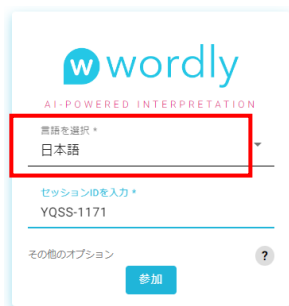 w wordly
AI-POWERED INTERPRETATION
言語を選択 *
日本語
セッションIDを入力 *
YQSS-1171
その他のオプション ?
参加